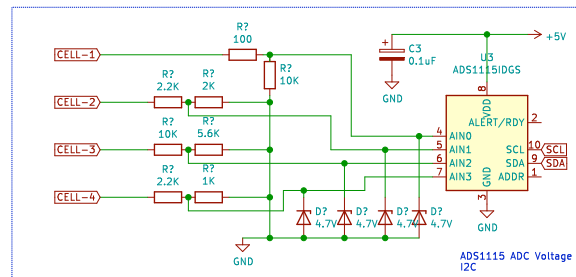 CELL-1
R?
100
R?
10K
C3
0.1uF
GND
+5V
U3
ADS1115IDGS
CELL-2
R?
2.2K
R?
2K
CELL-3
R?
10K
R?
5.6K
CELL-4
R?
2.2K
R?
1K
8
VDD
ALERT/RDY 2
4 AIN0
5 AIN1
6 AIN2
7 AIN3
SCL 10 SCL
SDA 9 SDA
ADDR 1
GND
3
GND
D?
4.7V
D?
4.7V
D?
4.7V
D?
4.7V
GND
ADS1115 ADC Voltage
I2C